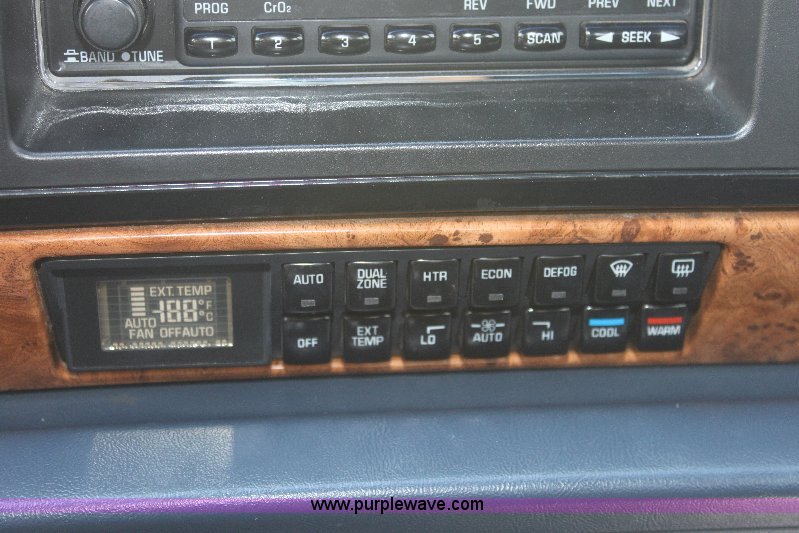 PROG CrO₂ REV FWD PREV NEXT
1 2 3 4 5 SCAN SEEK
BAND TUNE
AUTO DUAL ZONE HTR ECON DEFOG
EXT. TEMP
188 °F °C
AUTO
FAN OFF AUTO
OFF EXT TEMP LO AUTO HI COOL WARM
www.purplewave.com